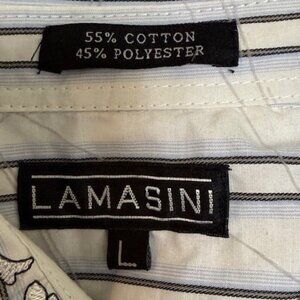 55% COTTON
45% POLYESTER
LAMASINI
L